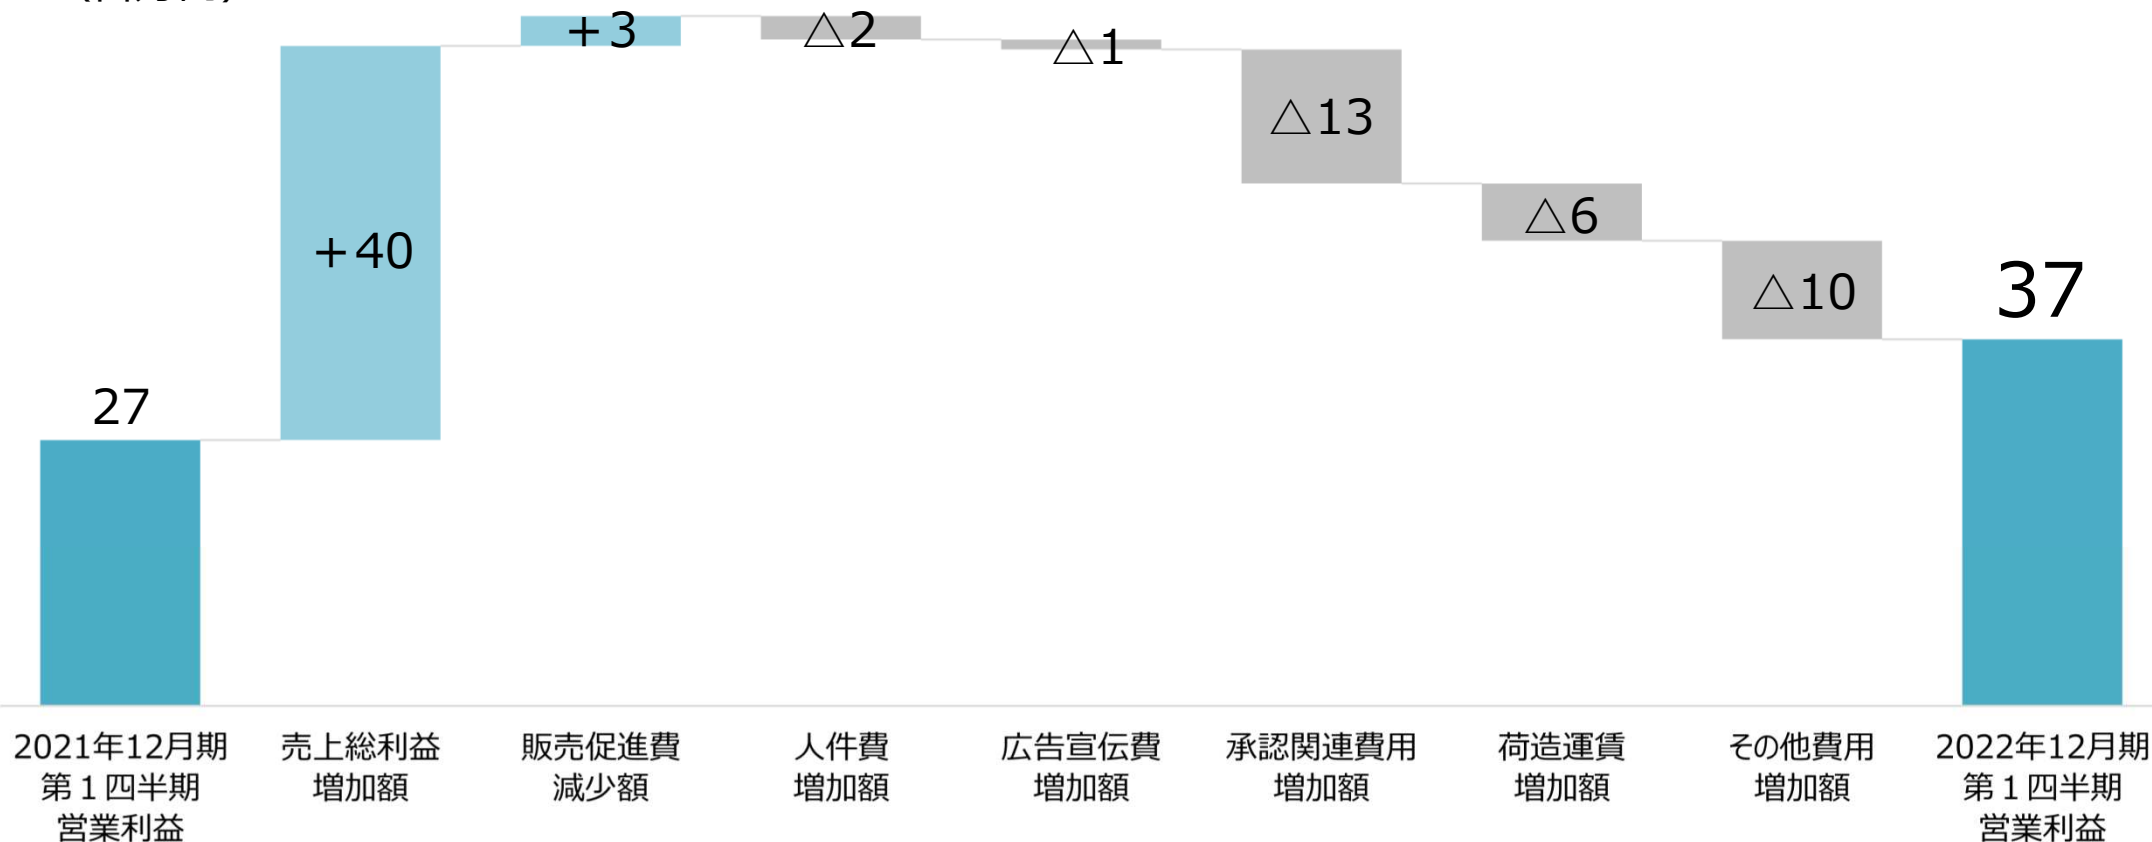 +3
△2
△1
△13
+40
△6
△10
37
27
2021年12月期
第１四半期
営業利益
売上総利益
増加額
販売促進費
減少額
人件費
増加額
広告宣伝費
増加額
承認関連費用
増加額
荷造運賃
増加額
その他費用
増加額
2022年12月期
第１四半期
営業利益